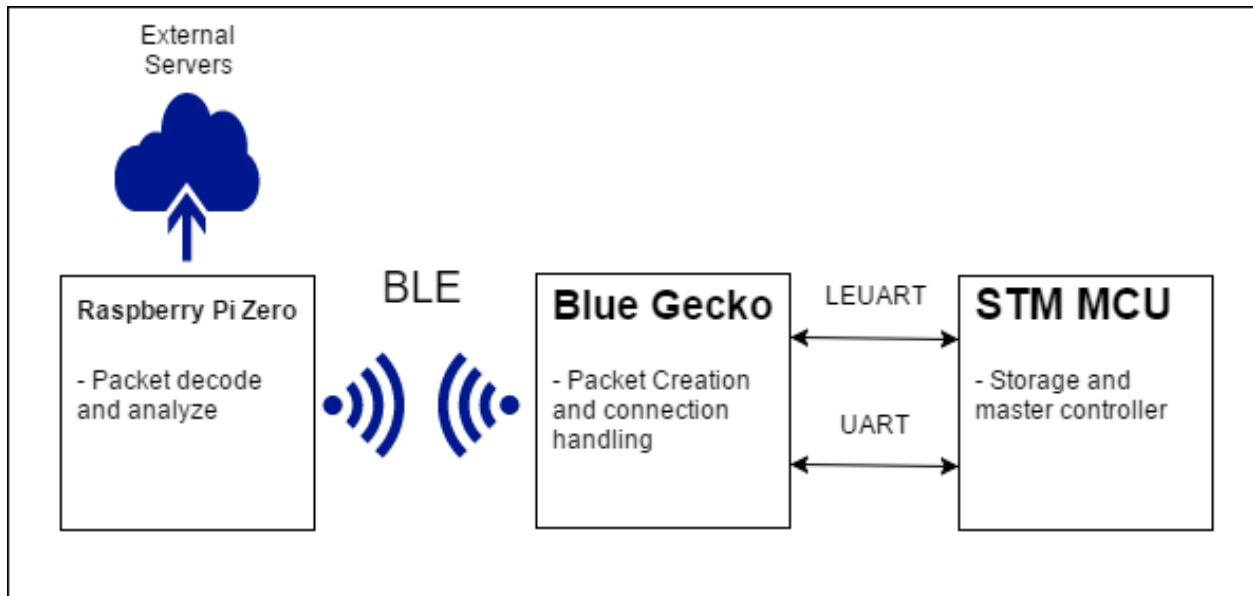 External
Servers
BLE
Raspberry Pi Zero
- Packet decode
and analyze
Blue Gecko
- Packet Creation
and connection
handling
LEUART
UART
STM MCU
- Storage and
master controller